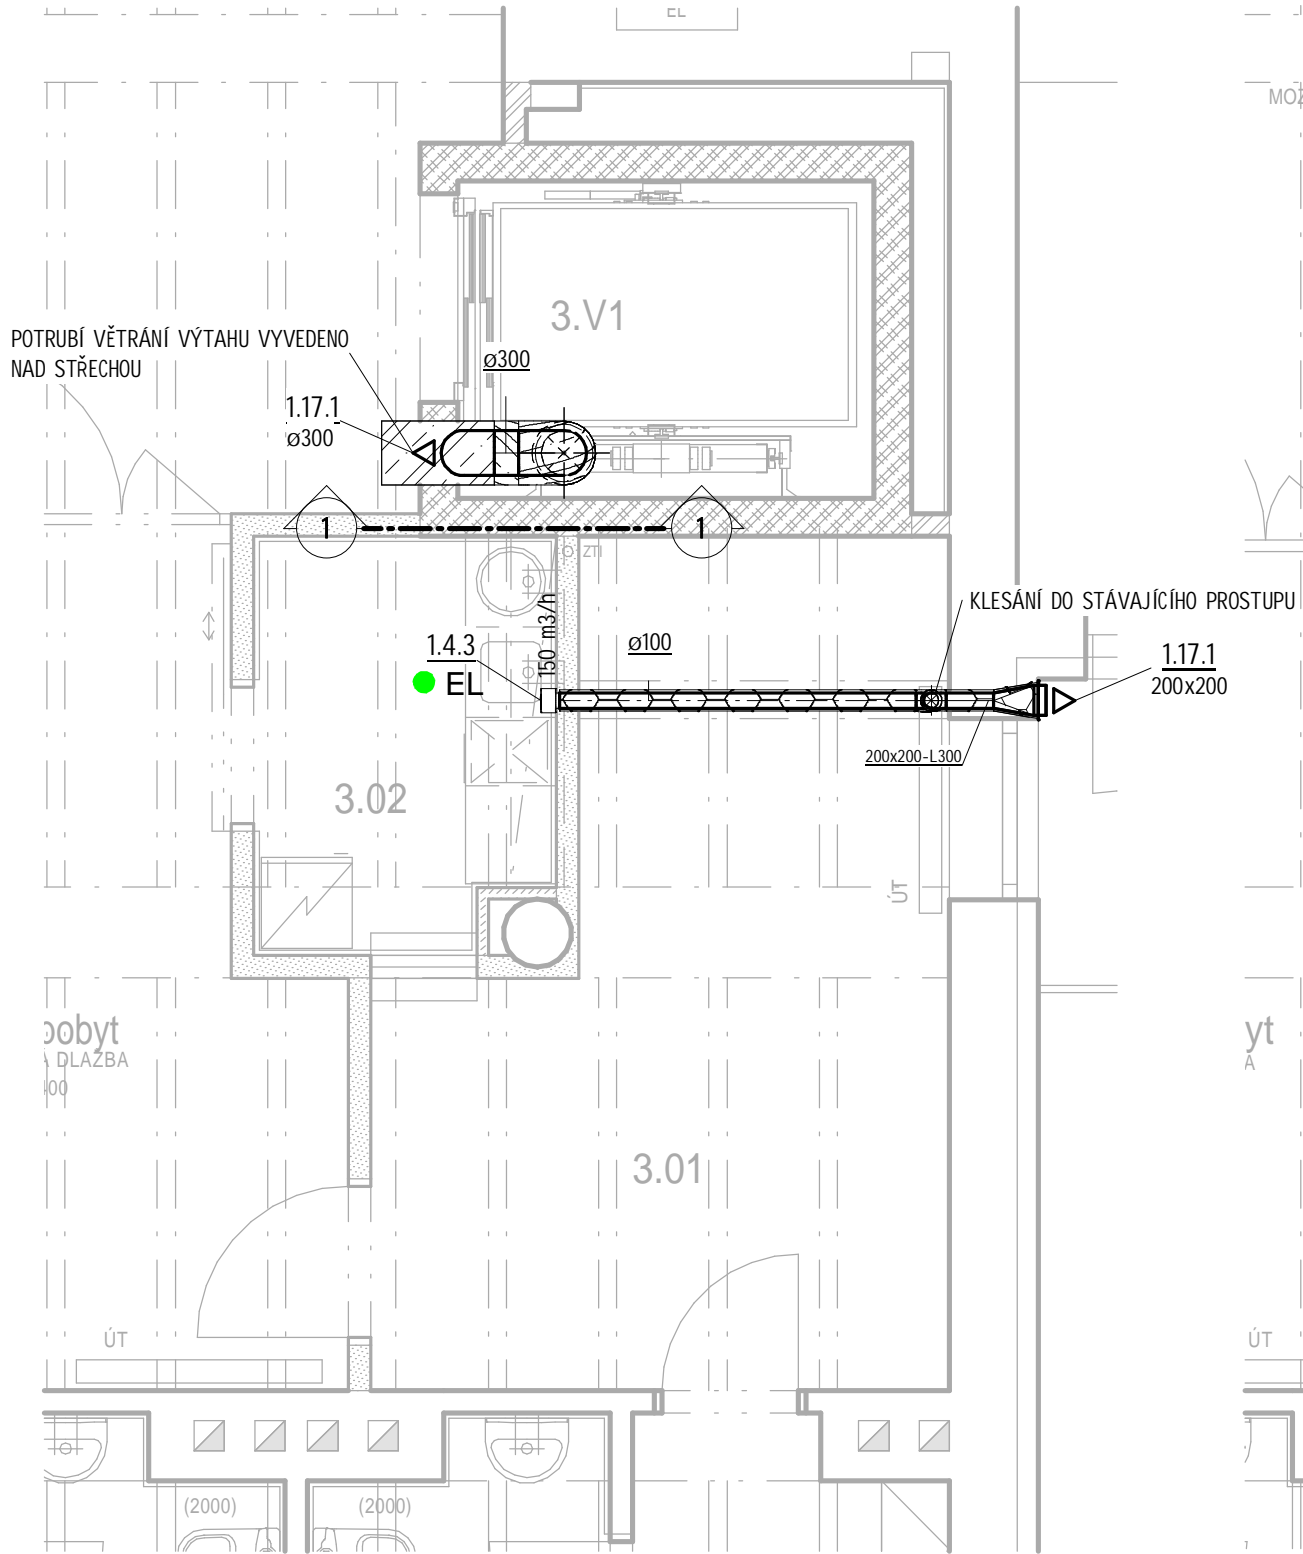 EL
3.V1
POTRUBÍ VĚTRÁNÍ VÝTAHU VYVEDENO
NAD STŘECHOU
ø300
1.17.1
ø300
1
1
ZTI
KLESÁNÍ DO STÁVAJÍCÍHO PROSTUPU
150 m3/h
1.4.3
ø100
EL
1.17.1
200x200
200x200-L300
3.02
ÚT
pobyt
DLAŽBA
yt
A
3.01
ÚT
ÚT
(2000)
(2000)